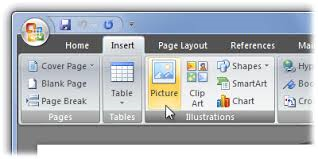 Home Insert Page Layout References
Cover Page Table Picture Clip Art Shapes
Blank Page SmartArt
Page Break Chart
Pages Tables Illustrations